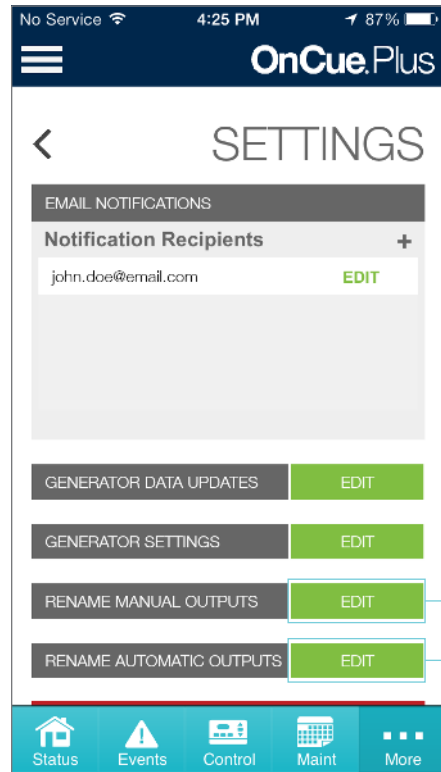 No Service 4:25 PM 87%
OnCue.Plus
SETTINGS
EMAIL NOTIFICATIONS
Notification Recipients +
john.doe@email.com EDIT
GENERATOR DATA UPDATES EDIT
GENERATOR SETTINGS EDIT
RENAME MANUAL OUTPUTS EDIT
RENAME AUTOMATIC OUTPUTS EDIT
Status Events Control Maint More